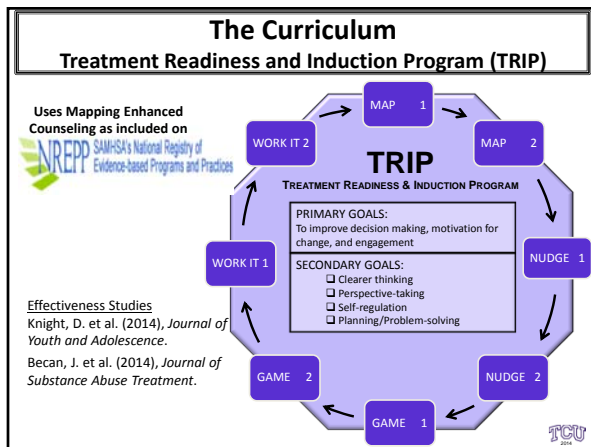 The Curriculum
Treatment Readiness and Induction Program (TRIP)
Uses Mapping Enhanced
Counseling as included on
NREPP SAMHSA's National Registry of
Evidence-based Programs and Practices
MAP 1
MAP 2
NUDGE 1
NUDGE 2
GAME 1
GAME 2
WORK IT 1
WORK IT 2
TRIP
TREATMENT READINESS & INDUCTION PROGRAM
PRIMARY GOALS:
To improve decision making, motivation for
change, and engagement
SECONDARY GOALS:
❑ Clearer thinking
❑ Perspective-taking
❑ Self-regulation
❑ Planning/Problem-solving
Effectiveness Studies
Knight, D. et al. (2014), Journal of
Youth and Adolescence.
Becan, J. et al. (2014), Journal of
Substance Abuse Treatment.
TCU
2014